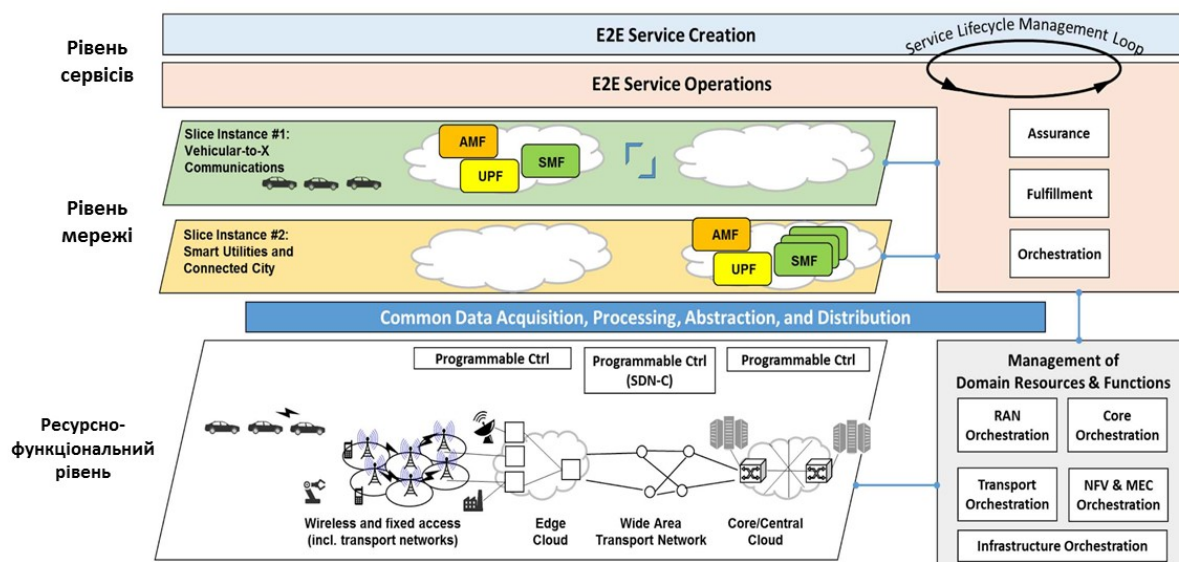 Рівень
сервісів
E2E Service Creation
Service Lifecycle Management Loop
E2E Service Operations
Рівень
мережі
Slice Instance #1:
Vehicular-to-X
Communications
AMF
SMF
UPF
Assurance
Fulfillment
Orchestration
Slice Instance #2:
Smart Utilities and
Connected City
AMF
SMF
UPF
Common Data Acquisition, Processing, Abstraction, and Distribution
Ресурсно-
функціональний
рівень
Programmable Ctrl
Programmable Ctrl
(SDN-C)
Programmable Ctrl
Wireless and fixed access
(incl. transport networks)
Edge
Cloud
Wide Area
Transport Network
Core/Central
Cloud
Management of
Domain Resources & Functions
RAN
Orchestration
Core
Orchestration
Transport
Orchestration
NFV & MEC
Orchestration
Infrastructure Orchestration